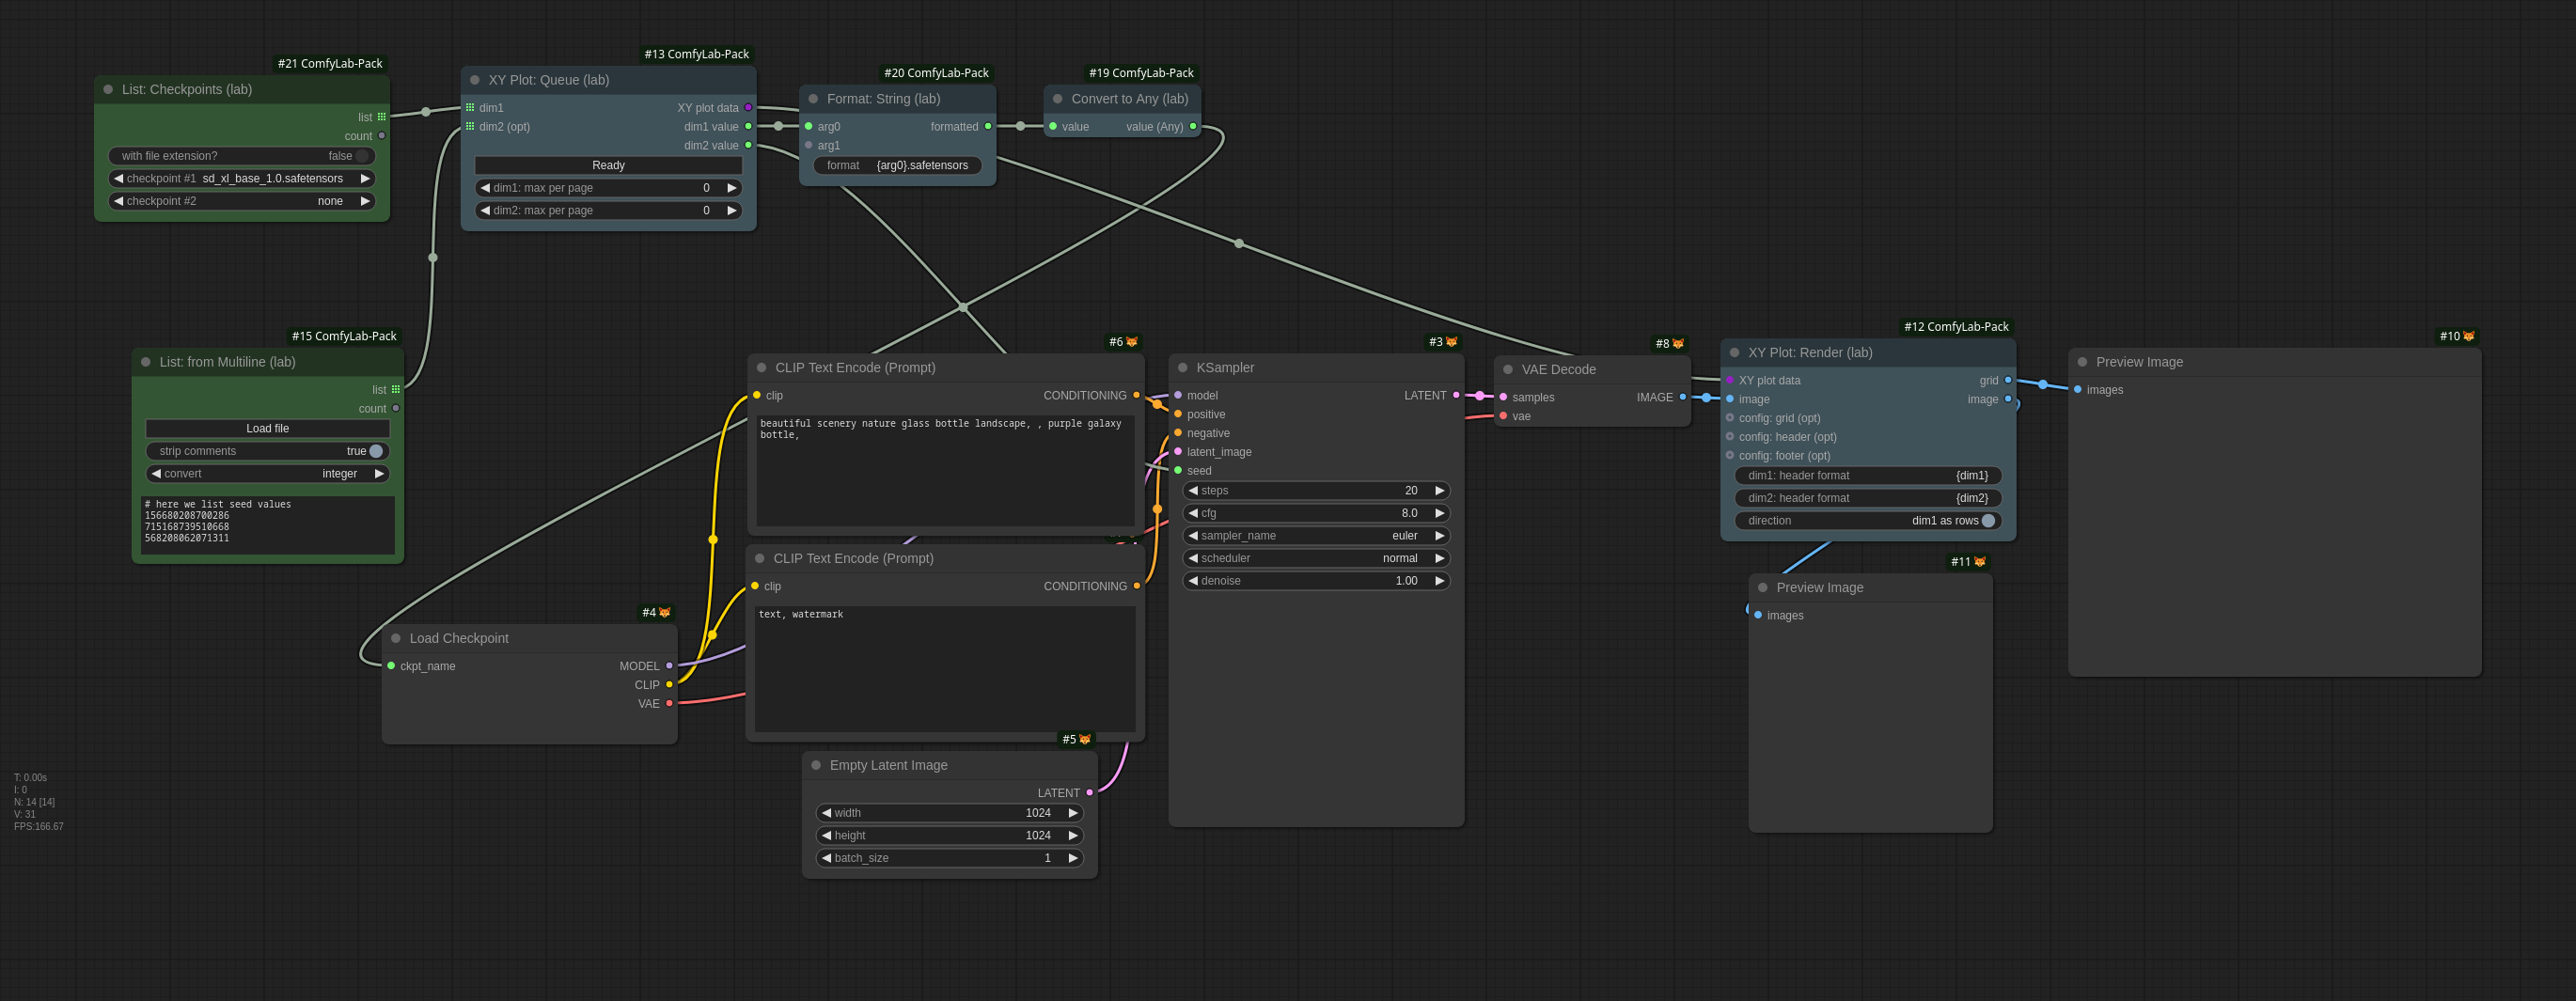 #21 ComfyLab-Pack
List: Checkpoints (lab)
list
count
with file extension? false
checkpoint #1 sd_xl_base_1.0.safetensors
checkpoint #2 none
#13 ComfyLab-Pack
XY Plot: Queue (lab)
dim1 XY plot data
dim2 (opt) dim1 value
dim2 value
Ready
dim1: max per page 0
dim2: max per page 0
#20 ComfyLab-Pack
Format: String (lab)
arg0 formatted
arg1
format {arg0}.safetensors
#19 ComfyLab-Pack
Convert to Any (lab)
value value (Any)
#15 ComfyLab-Pack
List: from Multiline (lab)
list
count
Load file
strip comments true
convert integer
# here we list seed values
156680208700286
715168739510668
568208062071311
#6
CLIP Text Encode (Prompt)
clip CONDITIONING
beautiful scenery nature glass bottle landscape, , purple galaxy
bottle,
CLIP Text Encode (Prompt)
clip CONDITIONING
text, watermark
#4
Load Checkpoint
ckpt_name MODEL
CLIP
VAE
#5
Empty Latent Image
LATENT
width 1024
height 1024
batch_size 1
#3
KSampler
model LATENT
positive
negative
latent_image
seed
steps 20
cfg 8.0
sampler_name euler
scheduler normal
denoise 1.00
#8
VAE Decode
samples IMAGE
vae
#12 ComfyLab-Pack
XY Plot: Render (lab)
XY plot data grid
image image
config: grid (opt)
config: header (opt)
config: footer (opt)
dim1: header format {dim1}
dim2: header format {dim2}
direction dim1 as rows
#11
Preview Image
images
#10
Preview Image
images
T: 0.00s
I: 0
N: 14 [14]
V: 31
FPS:166.67